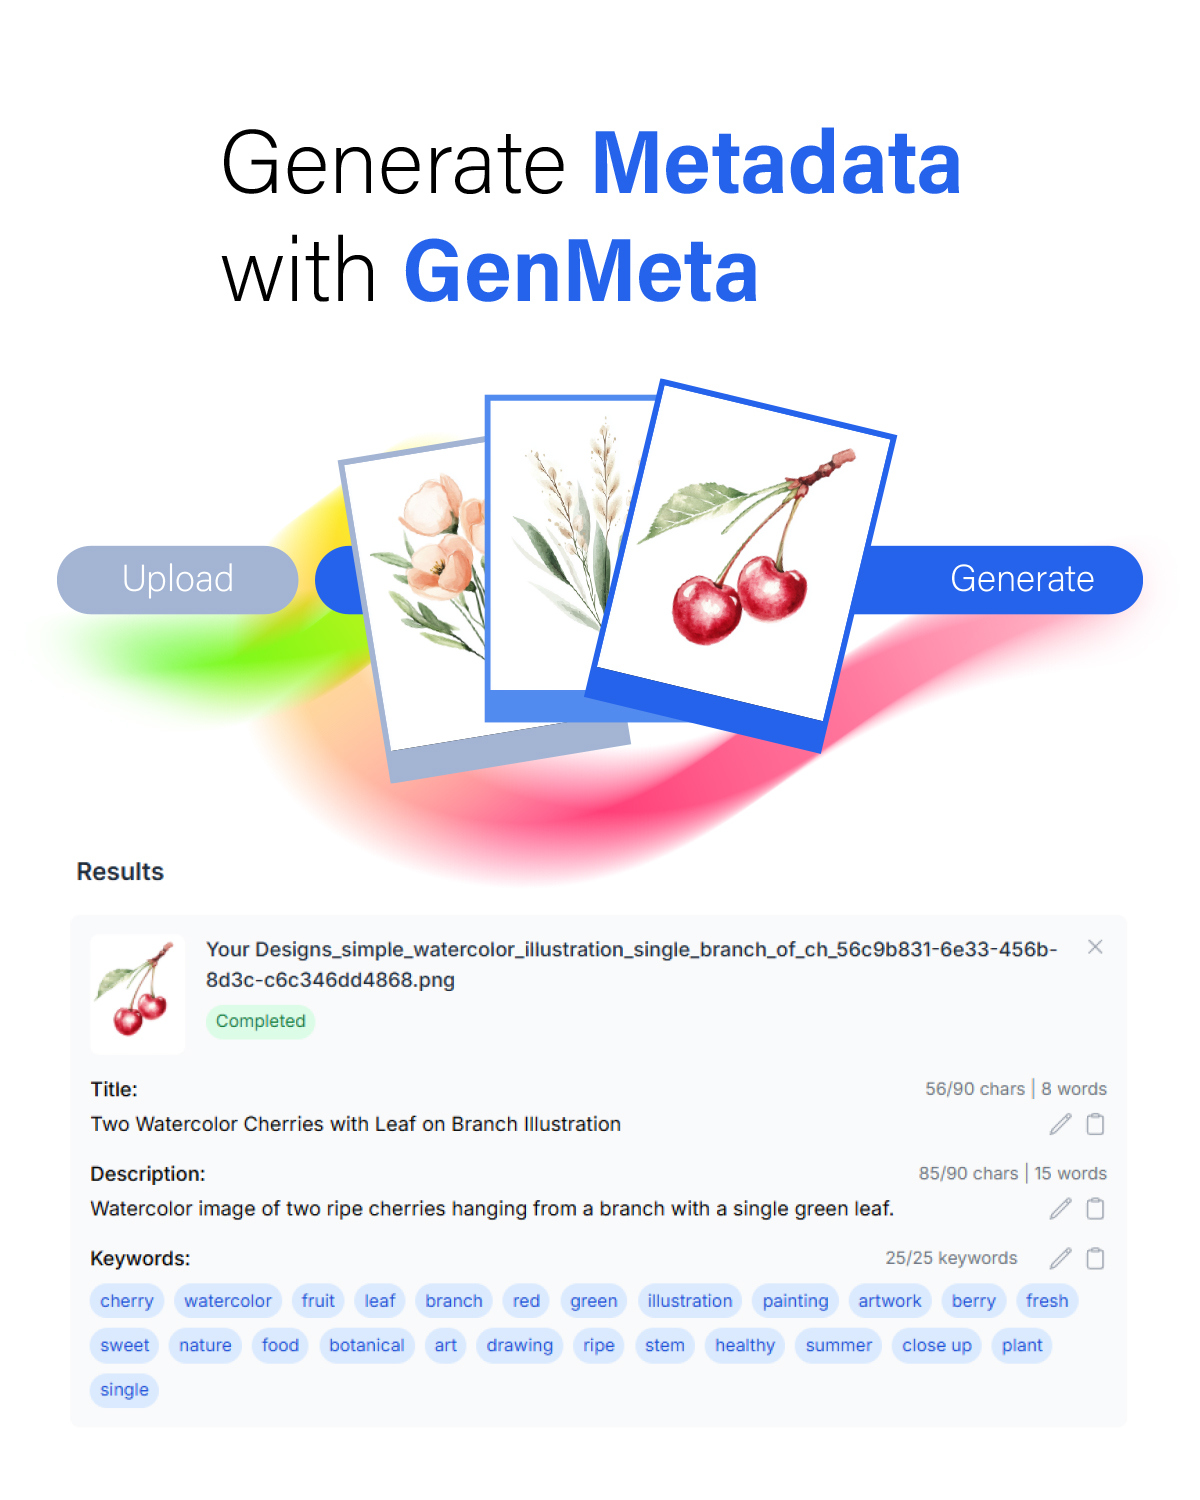 Generate Metadata
with GenMeta
Upload
Generate
Results
Your Designs_simple_watercolor_illustration_single_branch_of_ch_56c9b831-6e33-456b-
8d3c-c6c346dd4868.png
Completed
Title:
56/90 chars | 8 words
Two Watercolor Cherries with Leaf on Branch Illustration
Description:
85/90 chars | 15 words
Watercolor image of two ripe cherries hanging from a branch with a single green leaf.
Keywords:
25/25 keywords
cherry watercolor fruit leaf branch red green illustration painting artwork berry fresh
sweet nature food botanical art drawing ripe stem healthy summer close up plant
single